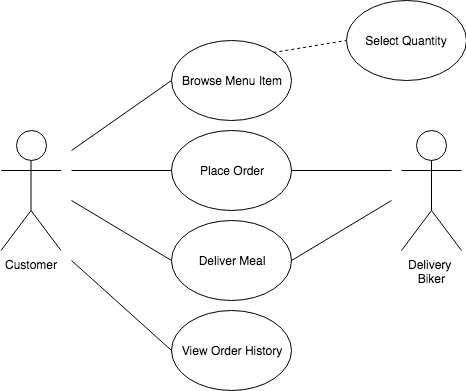 Select Quantity
Browse Menu Item
Place Order
Customer
Deliver Meal
Delivery
Biker
View Order History